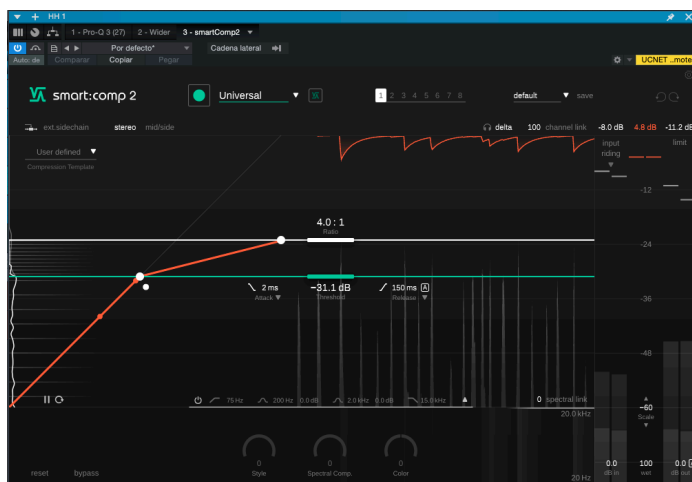 HH 1
1 - Pro-Q 3 (27) 2 - Wider 3 - smartComp2
Por defecto* Cadena lateral
Auto: de Comparar Copiar Pegar UCNET ...mote
smart:comp 2 Universal 1 2 3 4 5 6 7 8 default save
ext.sidechain stereo mid/side delta 100 channel link -8.0 dB 4.8 dB -11.2 dB
User defined
Compression Template
input riding limit
-12
4.0 : 1
Ratio
-24
2 ms −31.1 dB 150 ms A
Attack Threshold Release
-36
-48
75 Hz 200 Hz 0.0 dB 2.0 kHz 0.0 dB 15.0 kHz 0 spectral link
20.0 kHz
−60
Scale
0 0 0
Style Spectral Comp. Color
0.0 100 0.0
reset bypass dB in wet dB out
20 Hz